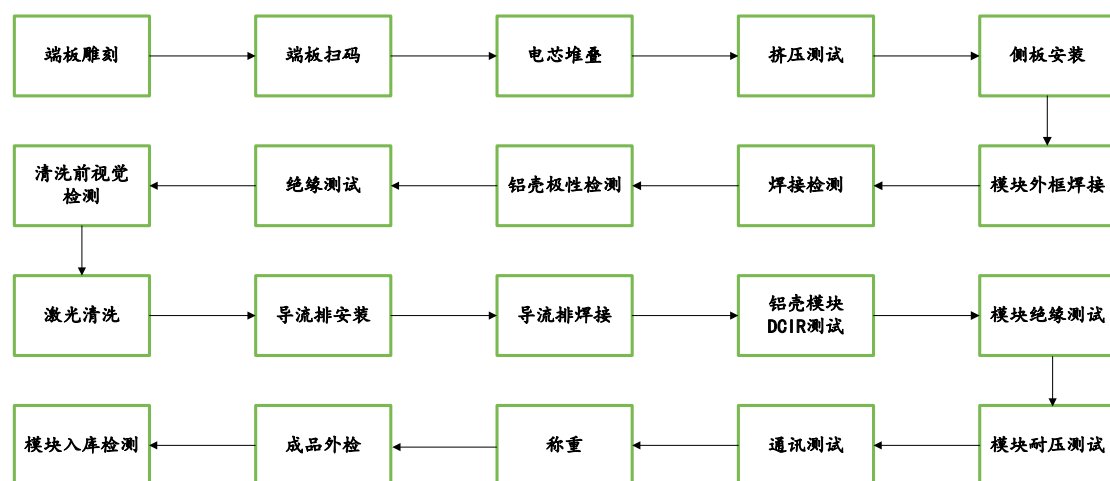 端板雕刻
端板扫码
电芯堆叠
挤压测试
侧板安装
模块外框焊接
焊接检测
铝壳极性检测
绝缘测试
清洗前视觉
检测
激光清洗
导流排安装
导流排焊接
铝壳模块
DCIR测试
模块绝缘测试
模块耐压测试
通讯测试
称重
成品外检
模块入库检测